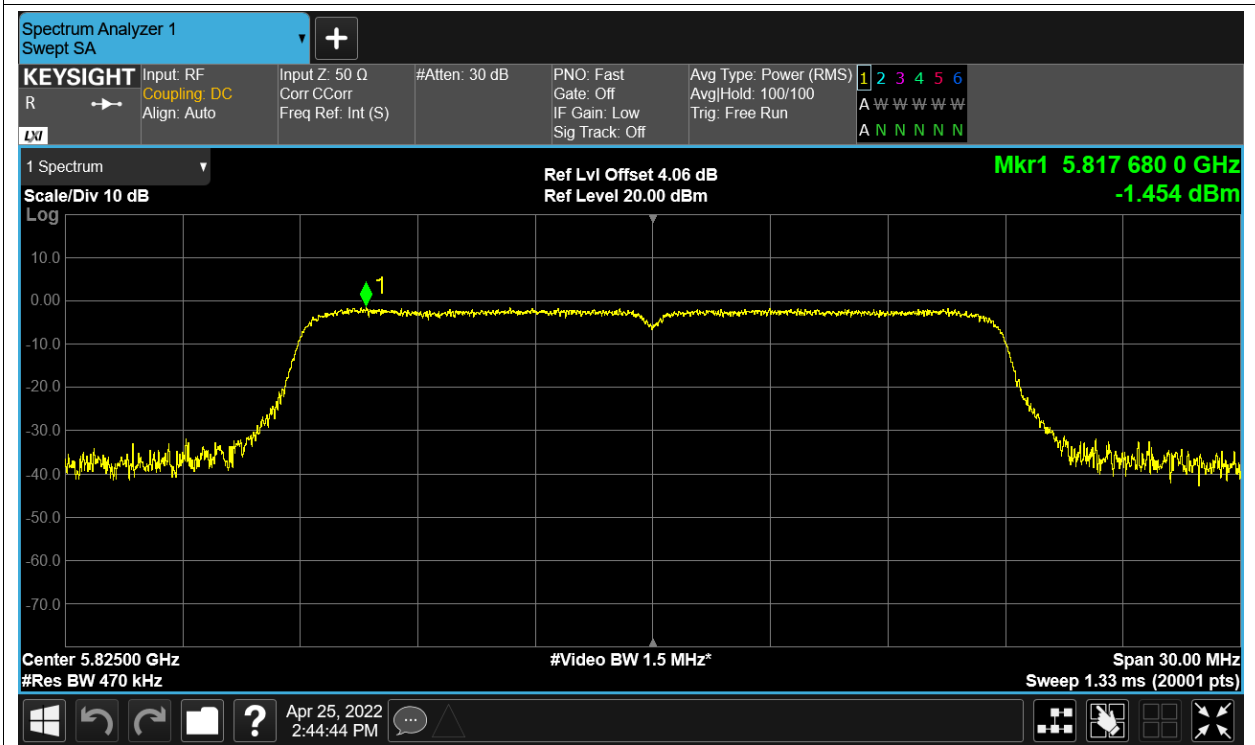 Spectrum Analyzer 1
Swept SA
KEYSIGHT
R
LXI
Input: RF
Coupling: DC
Align: Auto
Input Z: 50 Ω
Corr CCorr
Freq Ref: Int (S)
#Atten: 30 dB
PNO: Fast
Gate: Off
IF Gain: Low
Sig Track: Off
Avg Type: Power (RMS)
Avg|Hold: 100/100
Trig: Free Run
1 2 3 4 5 6
A W W W W W
A N N N N N
1 Spectrum
Scale/Div 10 dB
Log
Ref Lvl Offset 4.06 dB
Ref Level 20.00 dBm
Mkr1 5.817 680 0 GHz
-1.454 dBm
1
10.0
0.00
-10.0
-20.0
-30.0
-40.0
-50.0
-60.0
-70.0
Center 5.82500 GHz
#Res BW 470 kHz
#Video BW 1.5 MHz*
Span 30.00 MHz
Sweep 1.33 ms (20001 pts)
?
Apr 25, 2022
2:44:44 PM